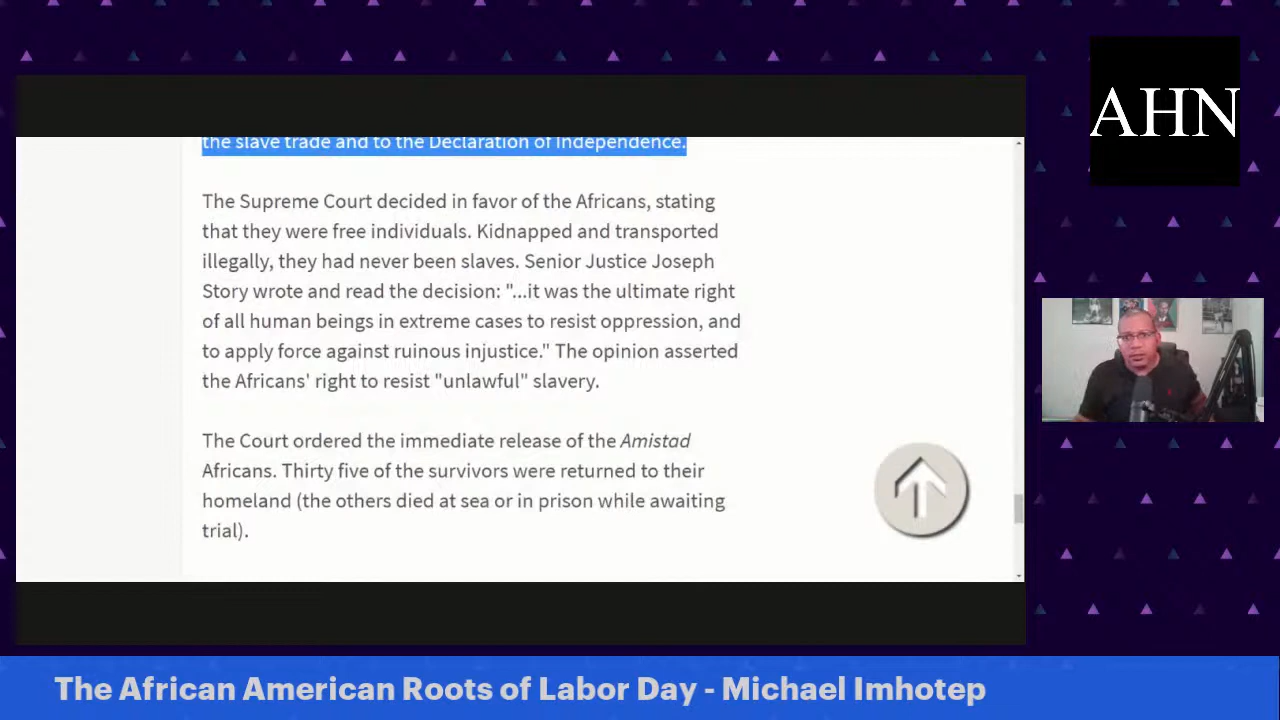 the slave trade and to the Declaration of Independence.
The Supreme Court decided in favor of the Africans, stating
that they were free individuals. Kidnapped and transported
illegally, they had never been slaves. Senior Justice Joseph
Story wrote and read the decision: "...it was the ultimate right
of all human beings in extreme cases to resist oppression, and
to apply force against ruinous injustice." The opinion asserted
the Africans' right to resist "unlawful" slavery.
The Court ordered the immediate release of the Amistad
Africans. Thirty five of the survivors were returned to their
homeland (the others died at sea or in prison while awaiting
trial).
AHN
The African American Roots of Labor Day - Michael Imhotep